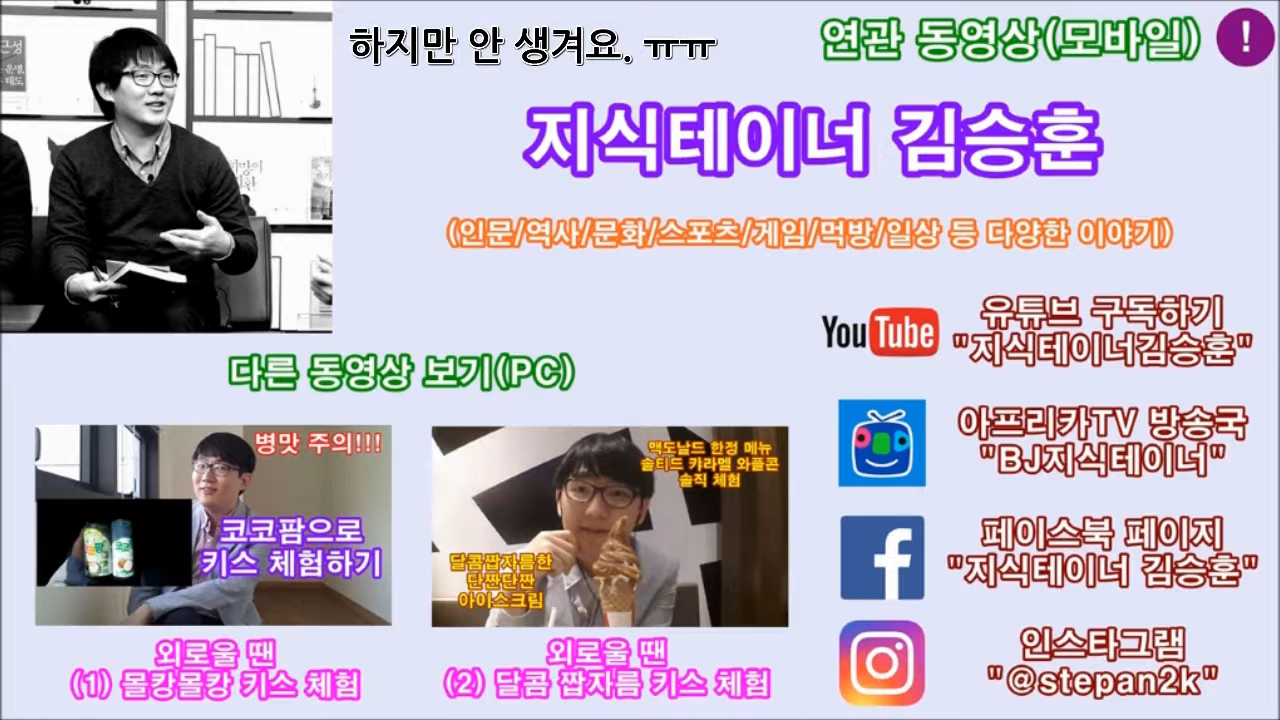 하지만 안 생겨요. ㅠㅠ
연관 동영상(모바일)
!
지식테이너 김승훈
(인문/역사/문화/스포츠/게임/먹방/일상 등 다양한 이야기)
근성
태도
YouTube
유튜브 구독하기
"지식테이너김승훈"
다른 동영상 보기(PC)
아프리카TV 방송국
"BJ지식테이너"
병맛 주의!!!
코코팜으로
키스 체험하기
맥도날드 한정 메뉴
솔티드 카라멜 와플콘
솔직 체험
달콤짭자름한
단짠단짠
아이스크림
페이스북 페이지
"지식테이너 김승훈"
외로울 땐
(1) 몰캉몰캉 키스 체험
외로울 땐
(2) 달콤 짭자름 키스 체험
인스타그램
"@stepan2k"